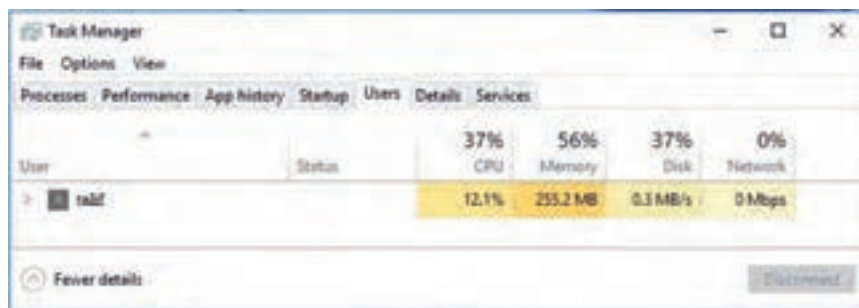 Task Manager
File Options View
Processes Performance App history Startup Users Details Services
37% 56% 37% 0%
User Status CPU Memory Disk Network
12.1% 255.2 MB 0.3 MB/s 0 Mbps
Fewer details Disconnect